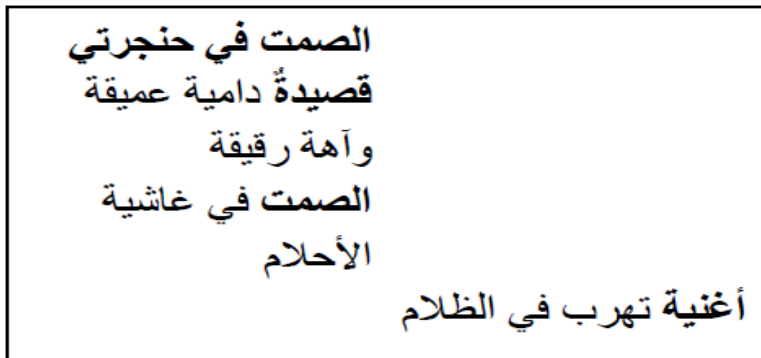 الصمت في حنجرتي
قصيدةٌ دامية عميقة
وآهة رقيقة
الصمت في غاشية
الأحلام
أغنية تهرب في الظلام